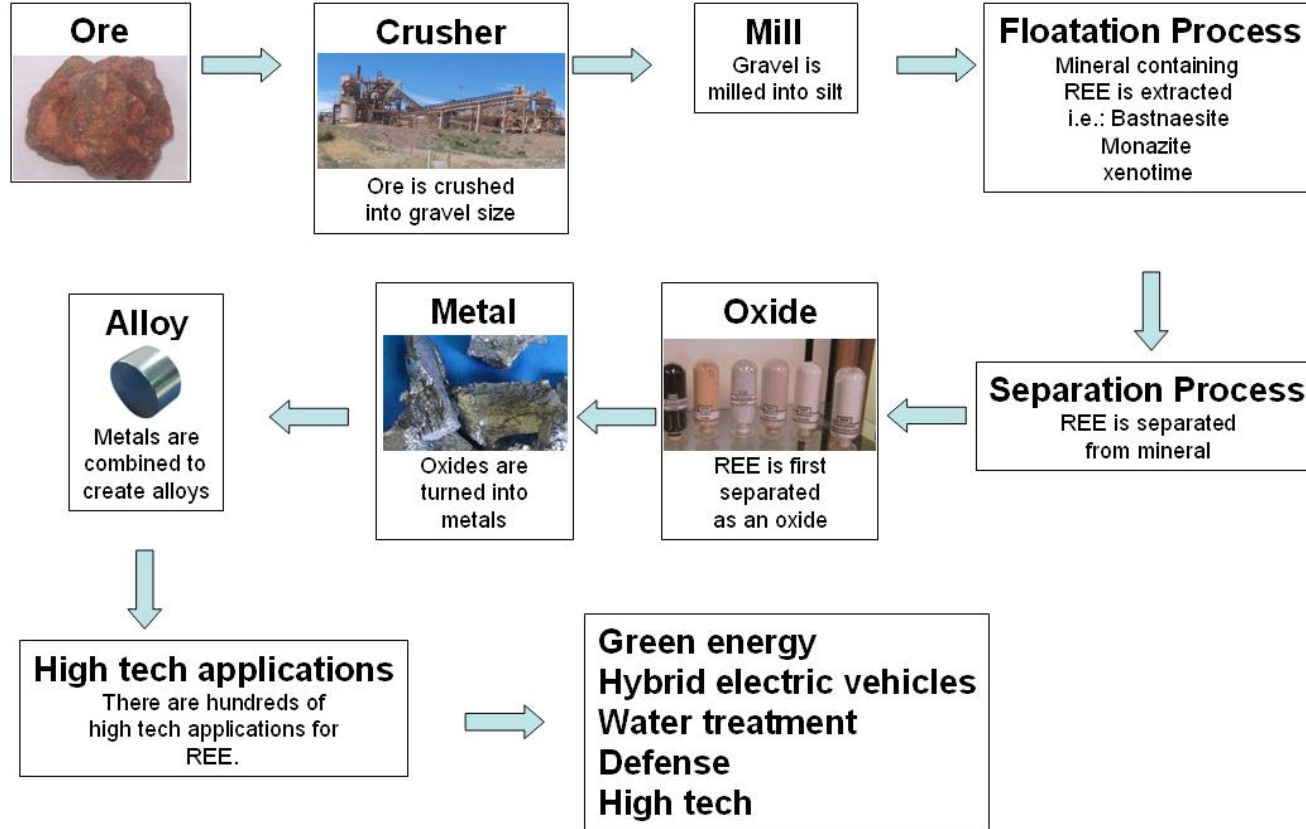 Ore
Crusher
Ore is crushed
into gravel size
Mill
Gravel is
milled into silt
Floatation Process
Mineral containing
REE is extracted
i.e.: Bastnaesite
Monazite
xenotime
Separation Process
REE is separated
from mineral
Oxide
REE is first
separated
as an oxide
Metal
Oxides are
turned into
metals
Alloy
Metals are
combined to
create alloys
High tech applications
There are hundreds of
high tech applications for
REE.
Green energy
Hybrid electric vehicles
Water treatment
Defense
High tech